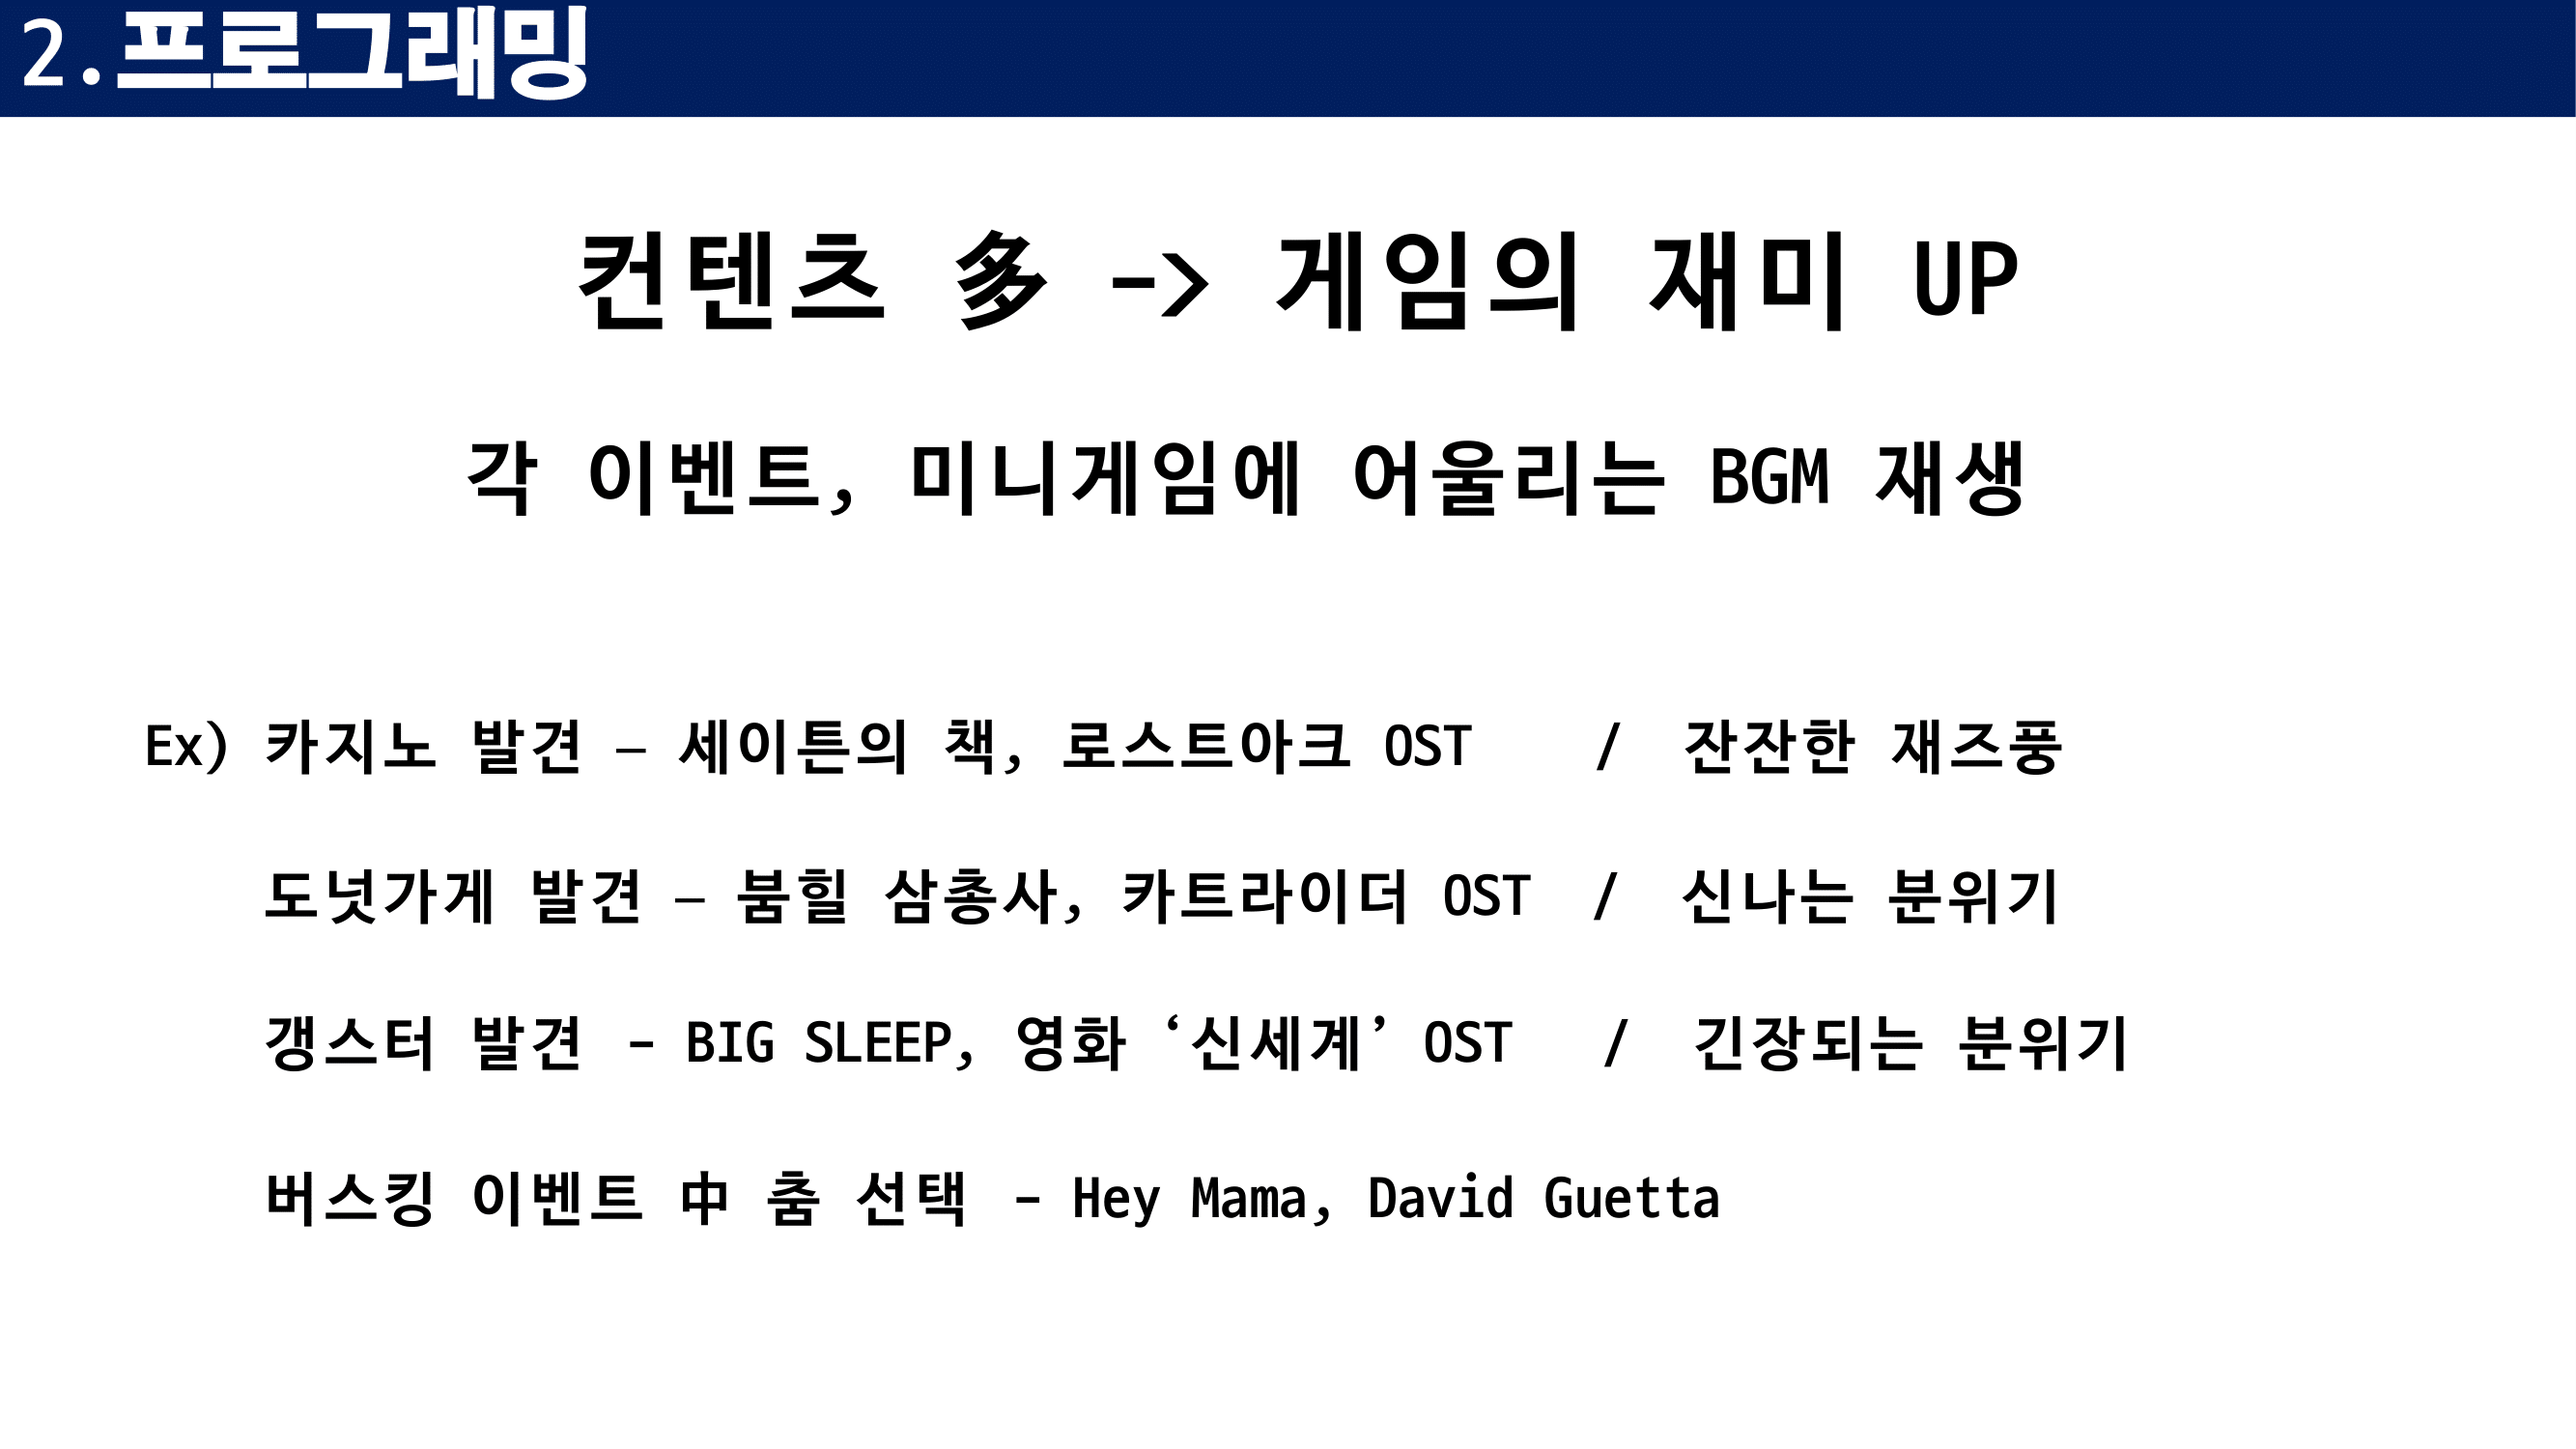 2.프로그래밍
컨텐츠 多 -> 게임의 재미 UP
각 이벤트, 미니게임에 어울리는 BGM 재생
Ex) 카지노 발견 – 세이튼의 책, 로스트아크 OST / 잔잔한 재즈풍
도넛가게 발견 – 붐힐 삼총사, 카트라이더 OST / 신나는 분위기
갱스터 발견 - BIG SLEEP, 영화 ‘신세계’ OST / 긴장되는 분위기
버스킹 이벤트 中 춤 선택 - Hey Mama, David Guetta